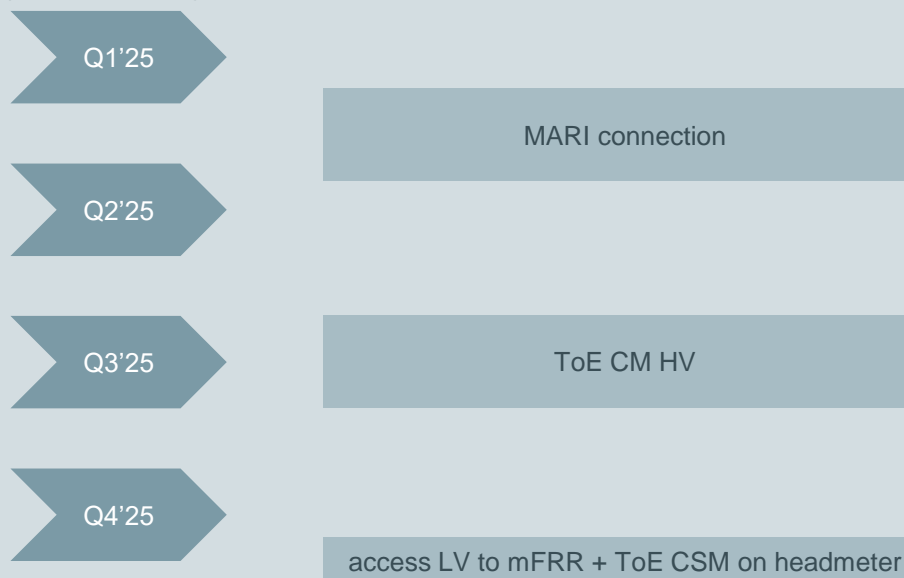 Q1’25
MARI connection
Q2’25
Q3’25
ToE CM HV
Q4’25
access LV to mFRR + ToE CSM on headmeter